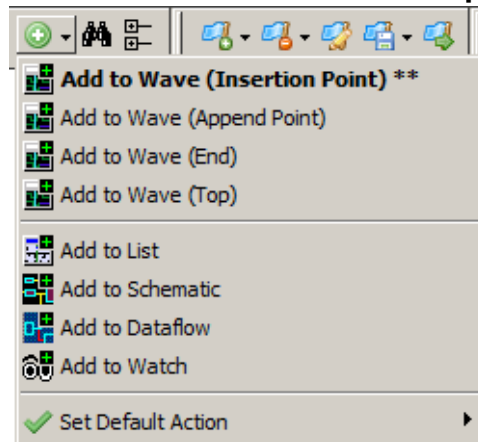 Add to Wave (Insertion Point) **
Add to Wave (Append Point)
Add to Wave (End)
Add to Wave (Top)
Add to List
Add to Schematic
Add to Dataflow
Add to Watch
Set Default Action